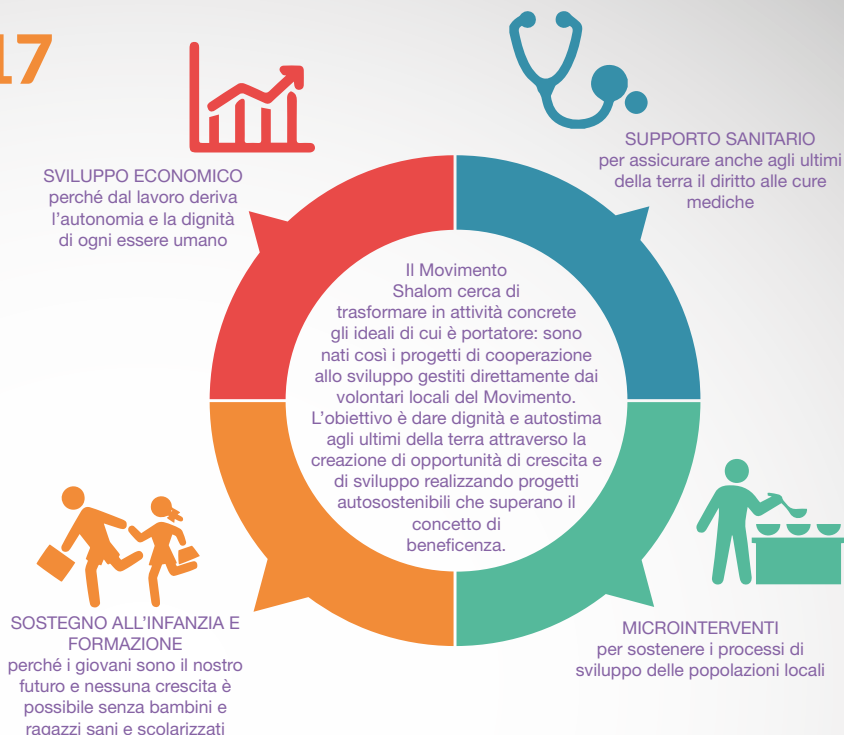 17
SVILUPPO ECONOMICO
perché dal lavoro deriva
l'autonomia e la dignità
di ogni essere umano
SUPPORTO SANITARIO
per assicurare anche agli ultimi
della terra il diritto alle cure
mediche
Il Movimento
Shalom cerca di
trasformare in attività concrete
gli ideali di cui è portatore: sono
nati così i progetti di cooperazione
allo sviluppo gestiti direttamente dai
volontari locali del Movimento.
L'obiettivo è dare dignità e autostima
agli ultimi della terra attraverso la
creazione di opportunità di crescita e
di sviluppo realizzando progetti
autosostenibili che superano il
concetto di
beneficenza.
SOSTEGNO ALL'INFANZIA E
FORMAZIONE
perché i giovani sono il nostro
futuro e nessuna crescita è
possibile senza bambini e
ragazzi sani e scolarizzati
MICROINTERVENTI
per sostenere i processi di
sviluppo delle popolazioni locali